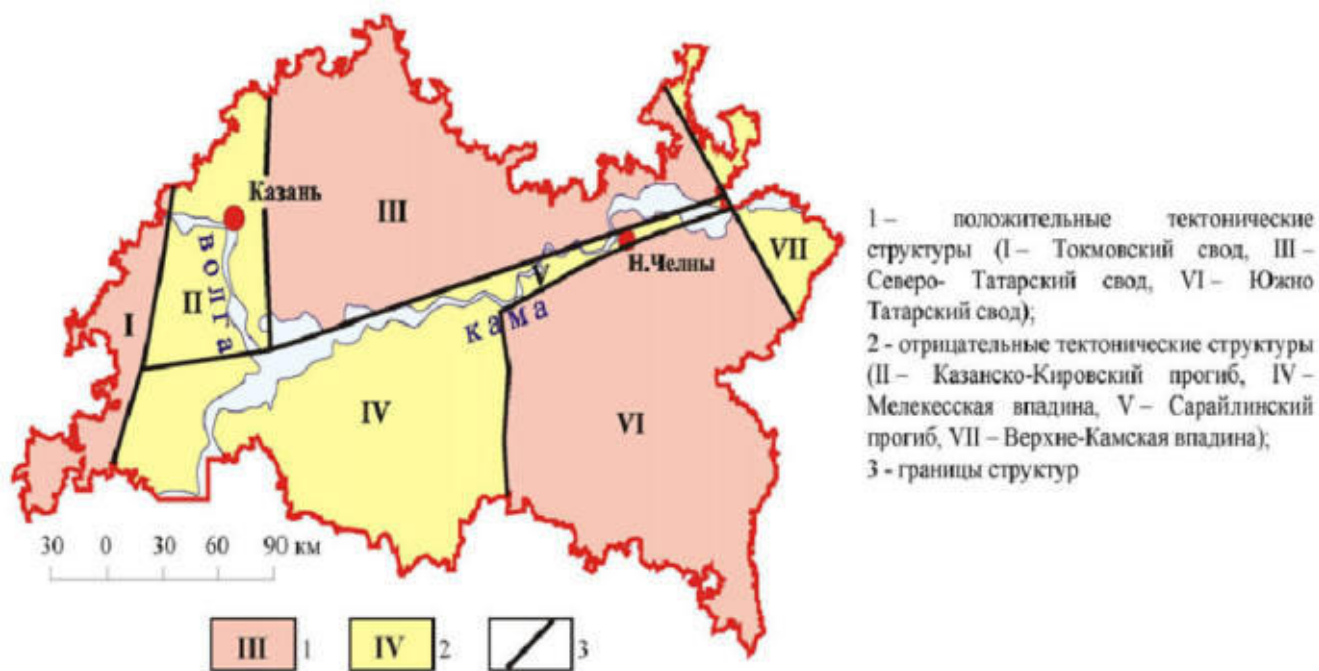 Казань
III
Волга
II
I
V
Н.Челны
VII
кама
IV
VI
30 0 30 60 90 км
III 1 IV 2 3
1 – положительные тектонические
структуры (I – Токмовский свод, III –
Северо- Татарский свод, VI – Южно
Татарский свод);
2 - отрицательные тектонические структуры
(II – Казанско-Кировский прогиб, IV –
Мелекесская впадина, V – Сарайлинский
прогиб, VII – Верхне-Камская впадина);
3 - границы структур